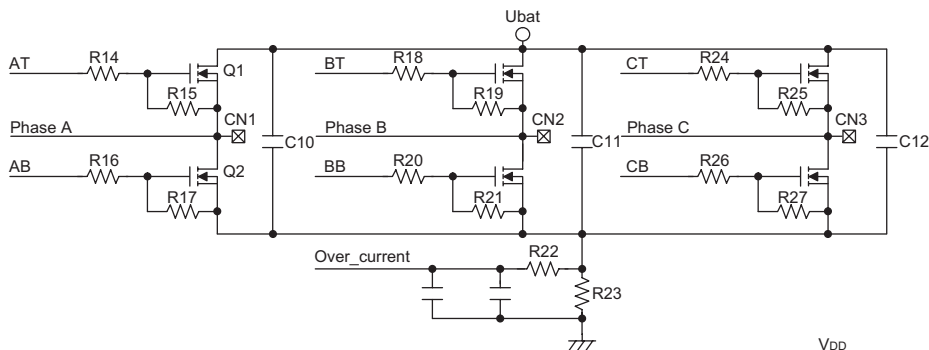 Ubat
AT
R14
Q1
BT
R18
CT
R24
R15
R19
R25
Phase A
CN1
Phase B
CN2
Phase C
CN3
C10
C11
C12
AB
R16
Q2
BB
R20
CB
R26
R17
R21
R27
Over_current
R22
R23
VDD